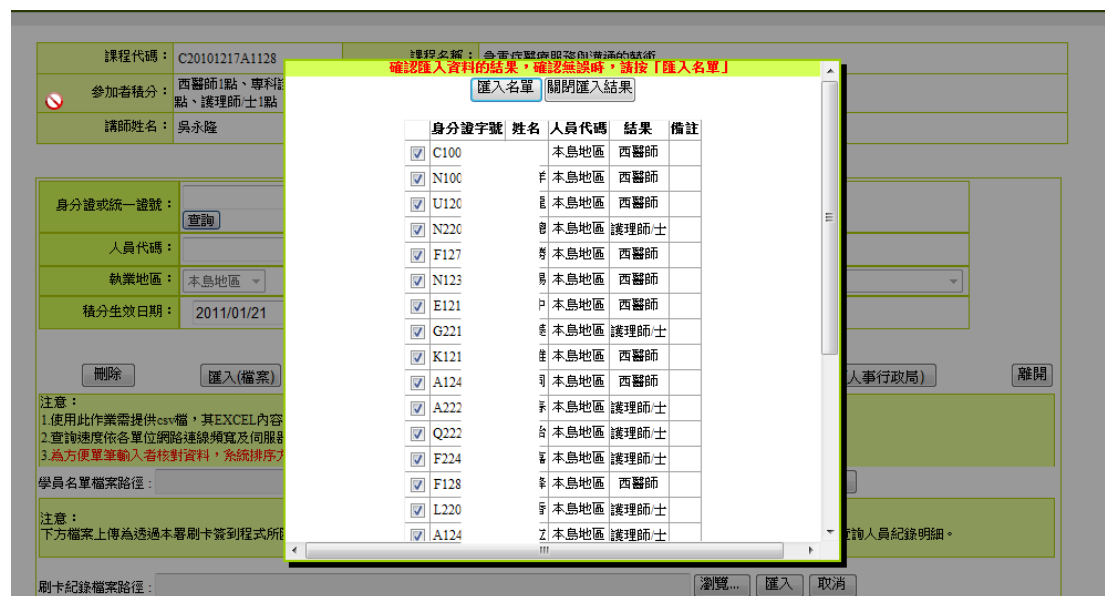 課程代碼： C20101217A1128 課程名稱： 急重症醫療服務與溝通的藝術
確認匯入資料的結果，確認無誤時，請按「匯入名單」
匯入名單 關閉匯入結果
參加者積分： 西醫師1點、專科
點、護理師/士1點
講師姓名： 吳永隆
身分證字號 姓名 人員代碼 結果 備註
C100 本島地區 西醫師
N100 本島地區 西醫師
U120 本島地區 西醫師
N220 本島地區 護理師/士
F127 本島地區 西醫師
N123 本島地區 西醫師
E121 本島地區 西醫師
G221 本島地區 護理師/士
K121 本島地區 西醫師
A124 本島地區 西醫師
A222 本島地區 護理師/士
Q222 本島地區 護理師/士
F224 本島地區 護理師/士
F128 本島地區 西醫師
L220 本島地區 護理師/士
A124 本島地區 護理師/士
身分證或統一證號：
查詢
人員代碼：
執業地區： 本島地區
積分生效日期： 2011/01/21
刪除 匯入(檔案) 人事行政局) 離開
注意：
1.使用此作業需提供csv檔，其EXCEL內容
2.查詢速度依各單位網路連線頻寬及伺服器
3.為方便單筆輸入者核對資料，系統排序方
學員名單檔案路徑：
注意：
下方檔案上傳為透過本署刷卡簽到程式所 查詢人員紀錄明細。
刷卡紀錄檔案路徑： 瀏覽... 匯入 取消